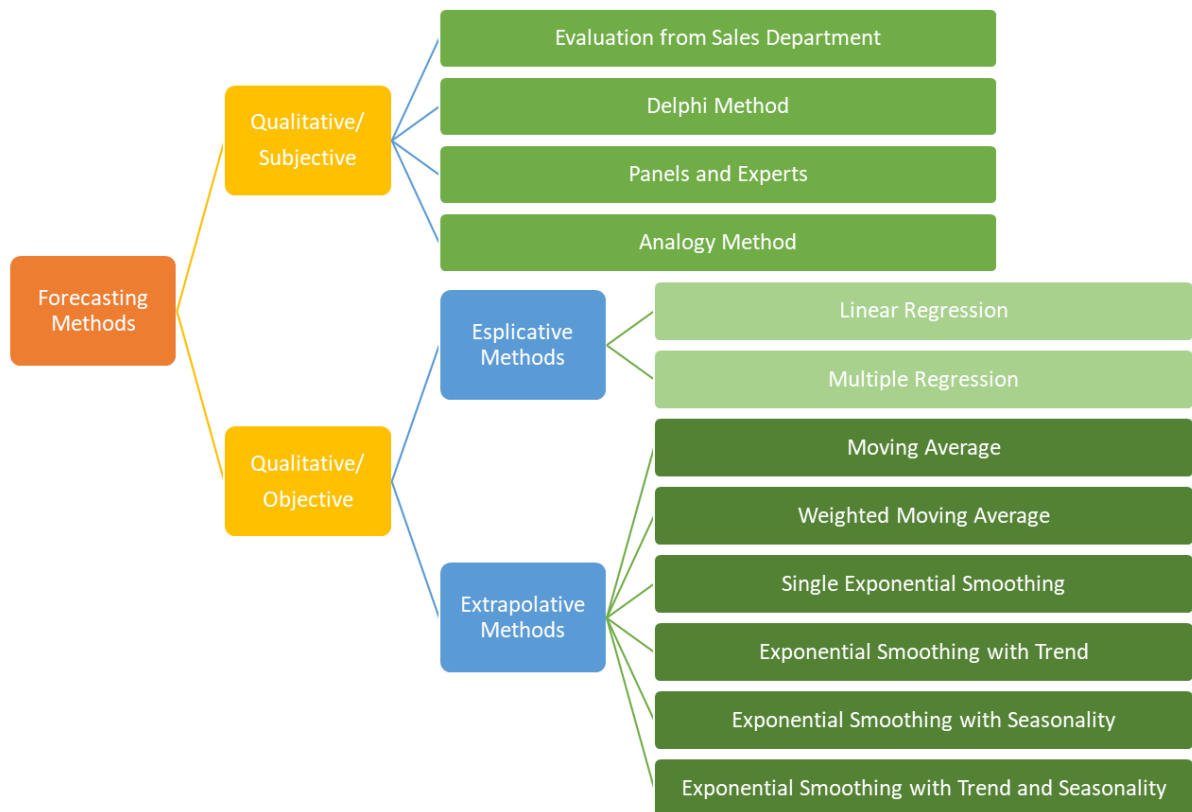 Forecasting
Methods
Qualitative/
Subjective
Evaluation from Sales Department
Delphi Method
Panels and Experts
Analogy Method
Qualitative/
Objective
Esplicative
Methods
Linear Regression
Multiple Regression
Extrapolative
Methods
Moving Average
Weighted Moving Average
Single Exponential Smoothing
Exponential Smoothing with Trend
Exponential Smoothing with Seasonality
Exponential Smoothing with Trend and Seasonality